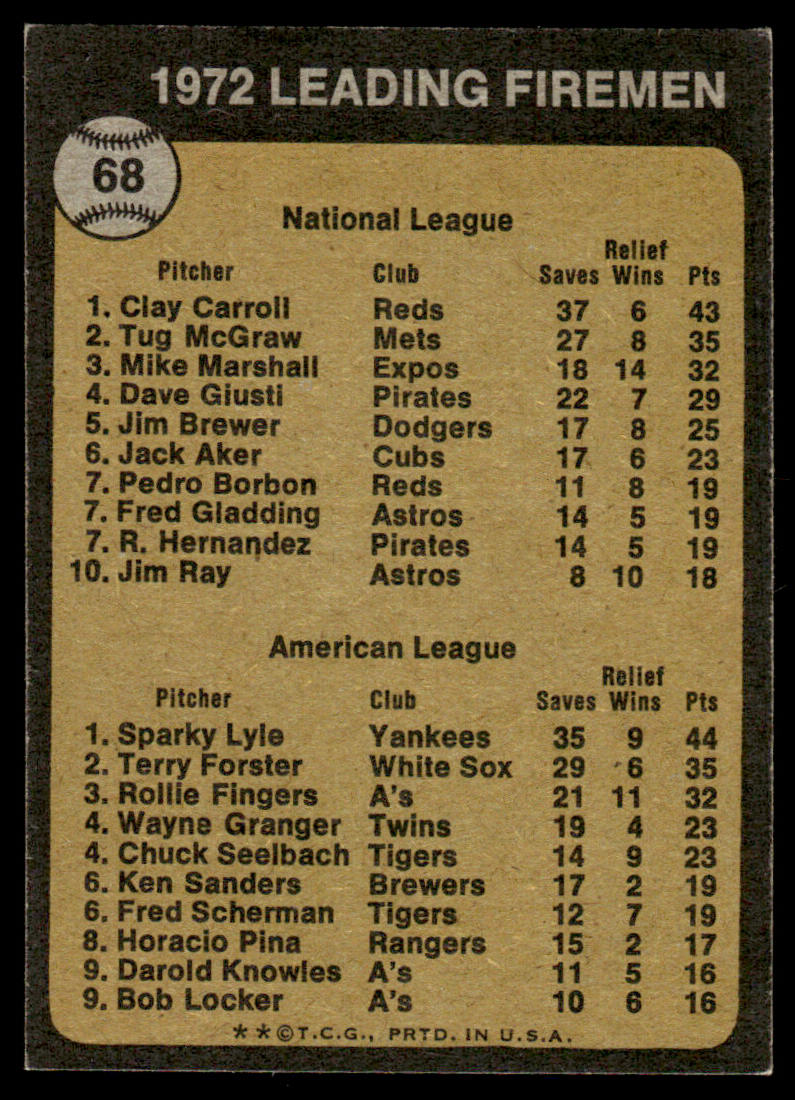 1972 LEADING FIREMEN
68
National League
Relief
Pitcher Club Saves Wins Pts
1. Clay Carroll Reds 37 6 43
2. Tug McGraw Mets 27 8 35
3. Mike Marshall Expos 18 14 32
4. Dave Giusti Pirates 22 7 29
5. Jim Brewer Dodgers 17 8 25
6. Jack Aker Cubs 17 6 23
7. Pedro Borbon Reds 11 8 19
7. Fred Gladding Astros 14 5 19
7. R. Hernandez Pirates 14 5 19
10. Jim Ray Astros 8 10 18
American League
Relief
Pitcher Club Saves Wins Pts
1. Sparky Lyle Yankees 35 9 44
2. Terry Forster White Sox 29 6 35
3. Rollie Fingers A's 21 11 32
4. Wayne Granger Twins 19 4 23
4. Chuck Seelbach Tigers 14 9 23
6. Ken Sanders Brewers 17 2 19
6. Fred Scherman Tigers 12 7 19
8. Horacio Pina Rangers 15 2 17
9. Darold Knowles A's 11 5 16
9. Bob Locker A's 10 6 16
* * © T.C.G., PRTD. IN U.S.A.